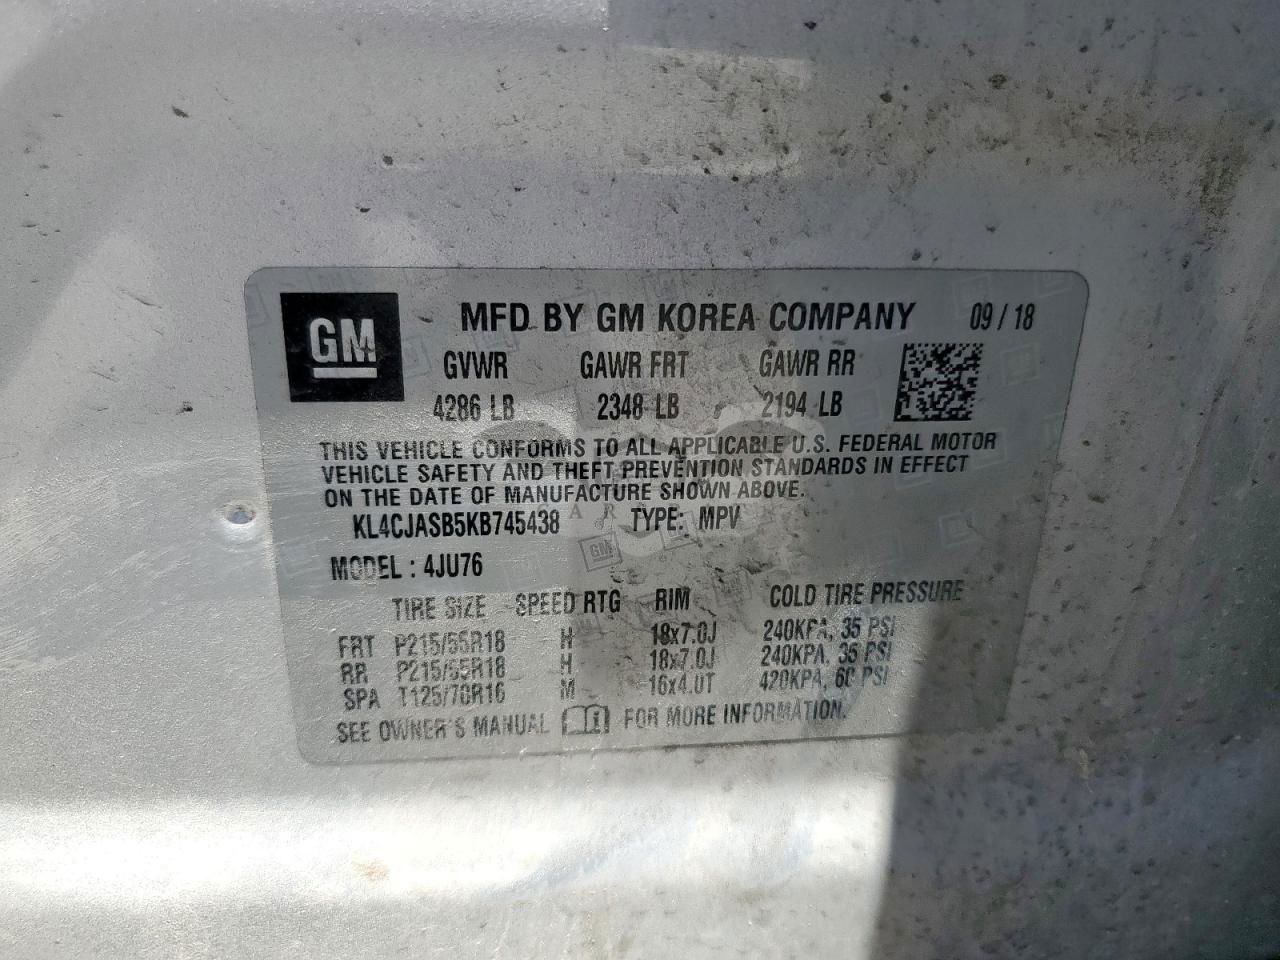 GM
MFD BY GM KOREA COMPANY 09 / 18
GVWR GAWR FRT GAWR RR
4286 LB 2348 LB 2194 LB
THIS VEHICLE CONFORMS TO ALL APPLICABLE U.S. FEDERAL MOTOR
VEHICLE SAFETY AND THEFT PREVENTION STANDARDS IN EFFECT
ON THE DATE OF MANUFACTURE SHOWN ABOVE.
KL4CJASB5KB745438 TYPE: MPV
GM
MODEL : 4JU76
TIRE SIZE SPEED RTG RIM COLD TIRE PRESSURE
FRT P215/55R18 H 18x7.0J 240KPA, 35 PSI
RR P215/55R18 H 18x7.0J 240KPA, 35 PSI
SPA T125/70R16 M 16x4.0T 420KPA, 60 PSI
SEE OWNER'S MANUAL FOR MORE INFORMATION.